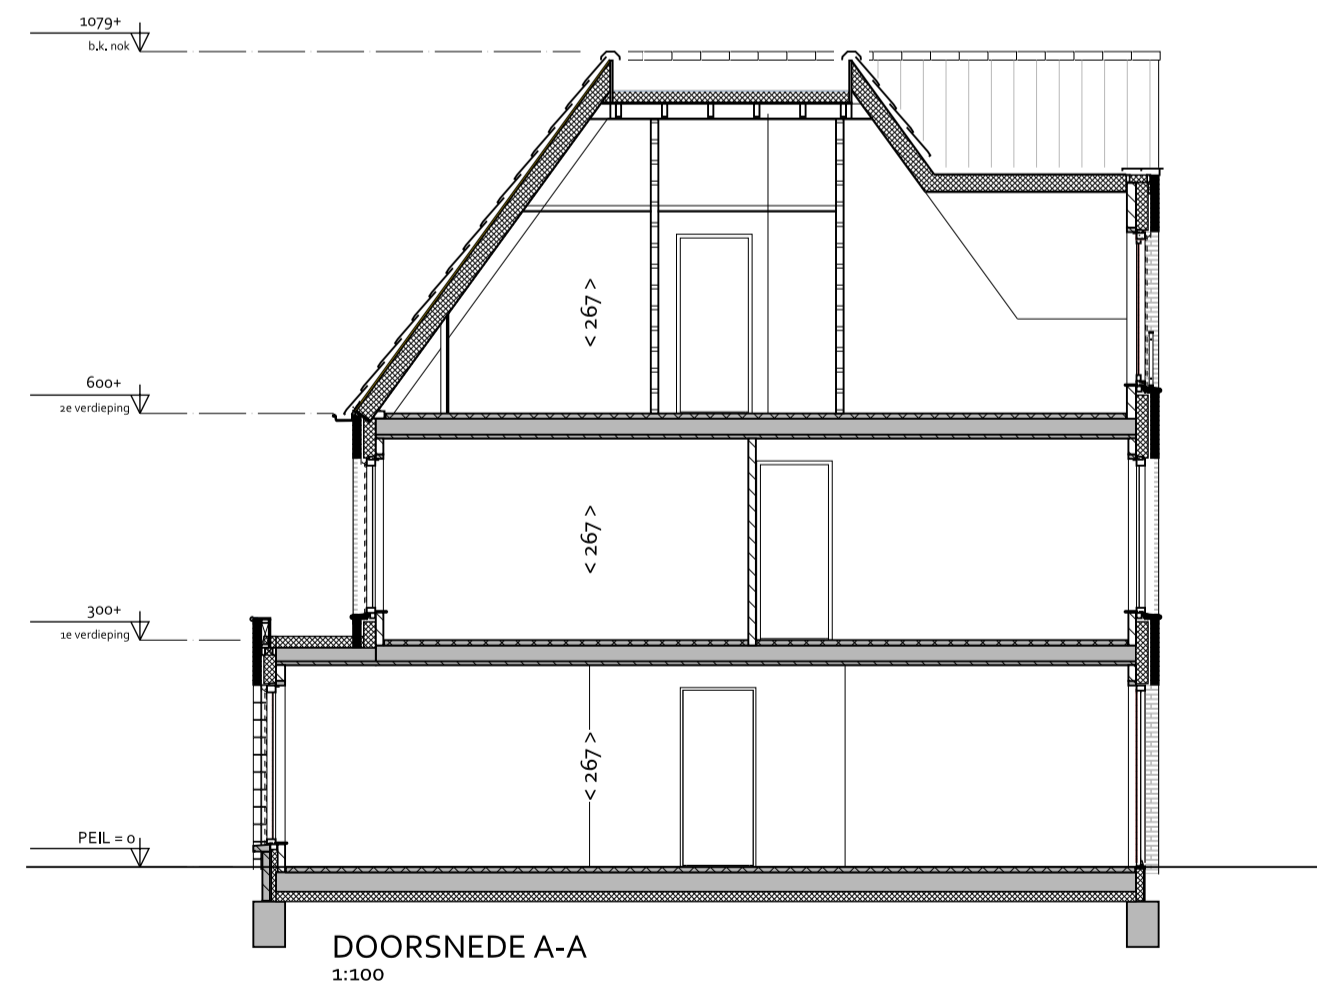 1079+
b.k. nok
< 267 >
600+
2e verdieping
< 267 >
300+
1e verdieping
< 267 >
PEIL = 0
DOORSNEDE A-A
1:100